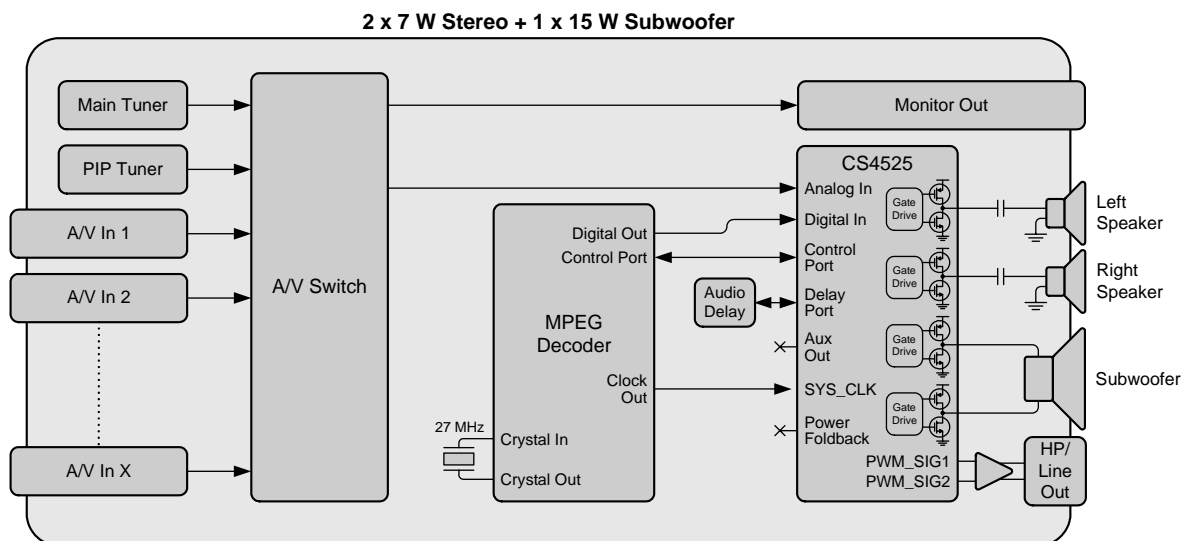 2 x 7 W Stereo + 1 x 15 W Subwoofer
Main Tuner
PIP Tuner
A/V In 1
A/V In 2
A/V In X
A/V Switch
Monitor Out
MPEG
Decoder
Digital Out
Control Port
Clock
Out
27 MHz
Crystal In
Crystal Out
Audio
Delay
CS4525
Analog In
Digital In
Control
Port
Delay
Port
Aux
Out
SYS_CLK
Power
Foldback
PWM_SIG1
PWM_SIG2
Gate
Drive
Gate
Drive
Gate
Drive
Gate
Drive
Left
Speaker
Right
Speaker
Subwoofer
HP/
Line
Out